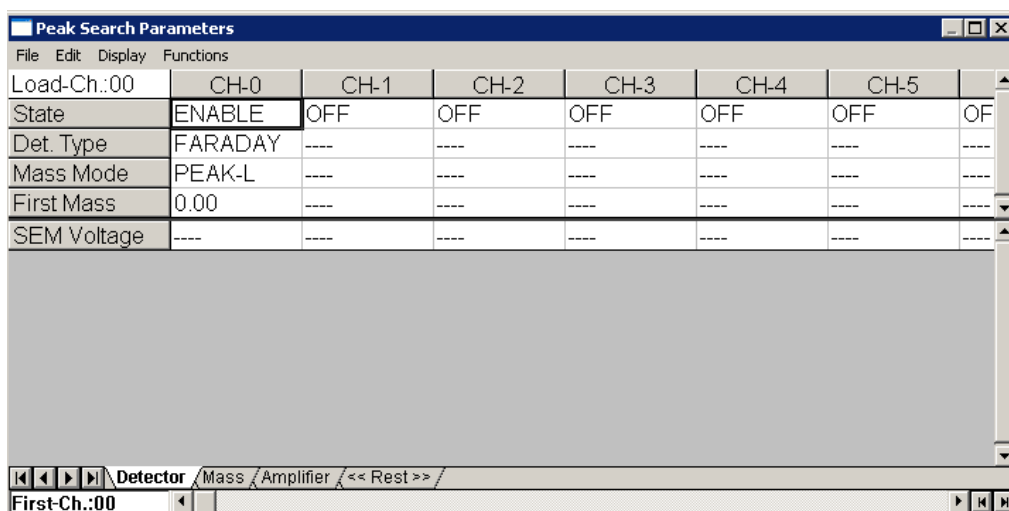 Peak Search Parameters
File Edit Display Functions
Load-Ch.:00 CH-0 CH-1 CH-2 CH-3 CH-4 CH-5
State ENABLE OFF OFF OFF OFF OFF OF
Det. Type FARADAY ---- ---- ---- ---- ---- ----
Mass Mode PEAK-L ---- ---- ---- ---- ---- ----
First Mass 0.00 ---- ---- ---- ---- ---- ----
SEM Voltage ---- ---- ---- ---- ---- ---- ----
Detector Mass Amplifier << Rest >>
First-Ch.:00